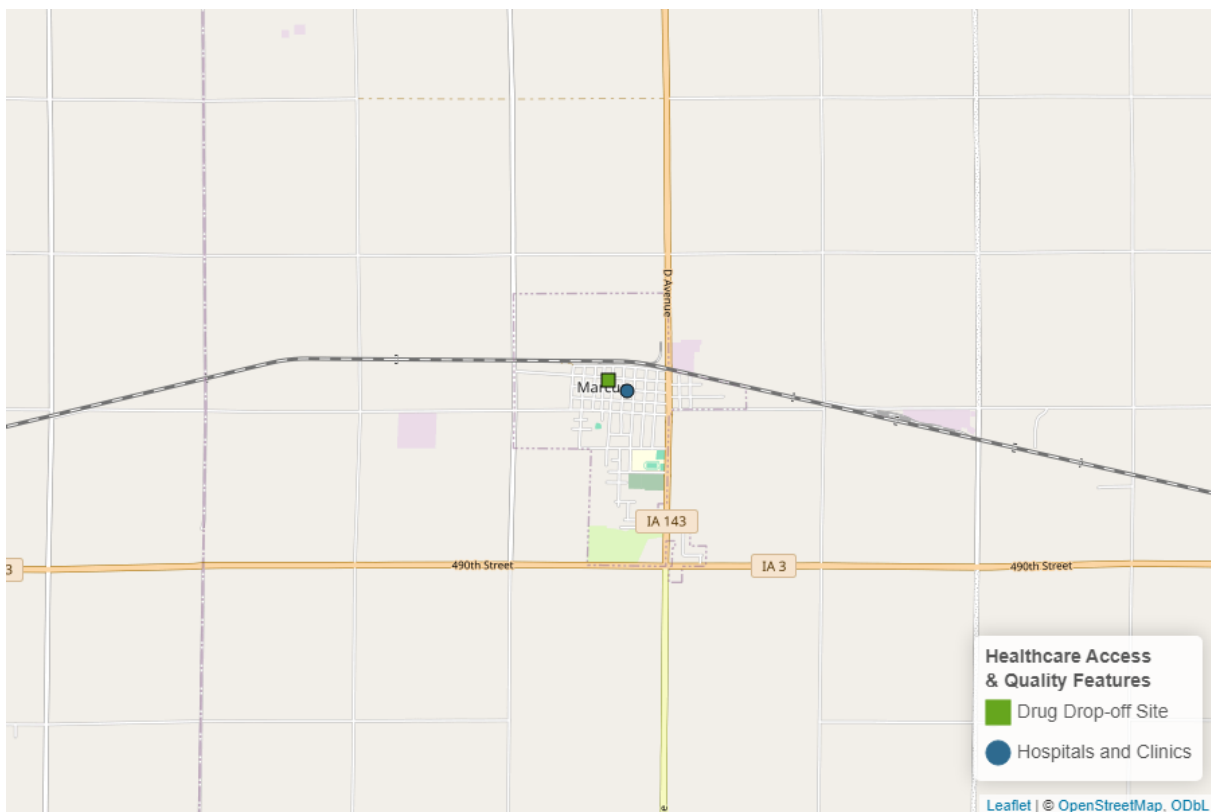 D Avenue
Marcu
IA 143
3
490th Street
IA 3
490th Street
Healthcare Access
& Quality Features
Drug Drop-off Site
Hospitals and Clinics
Leaflet | © OpenStreetMap, ODbL